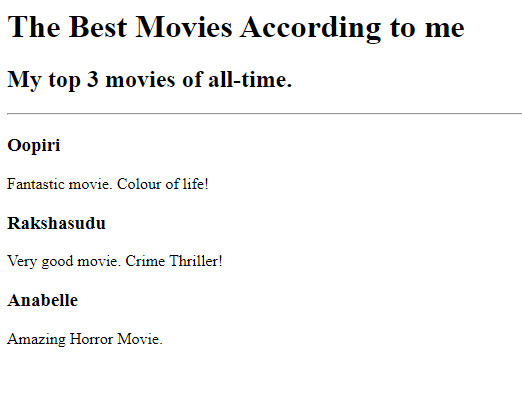 The Best Movies According to me
My top 3 movies of all-time.
Oopiri
Fantastic movie. Colour of life!
Rakshasudu
Very good movie. Crime Thriller!
Anabelle
Amazing Horror Movie.